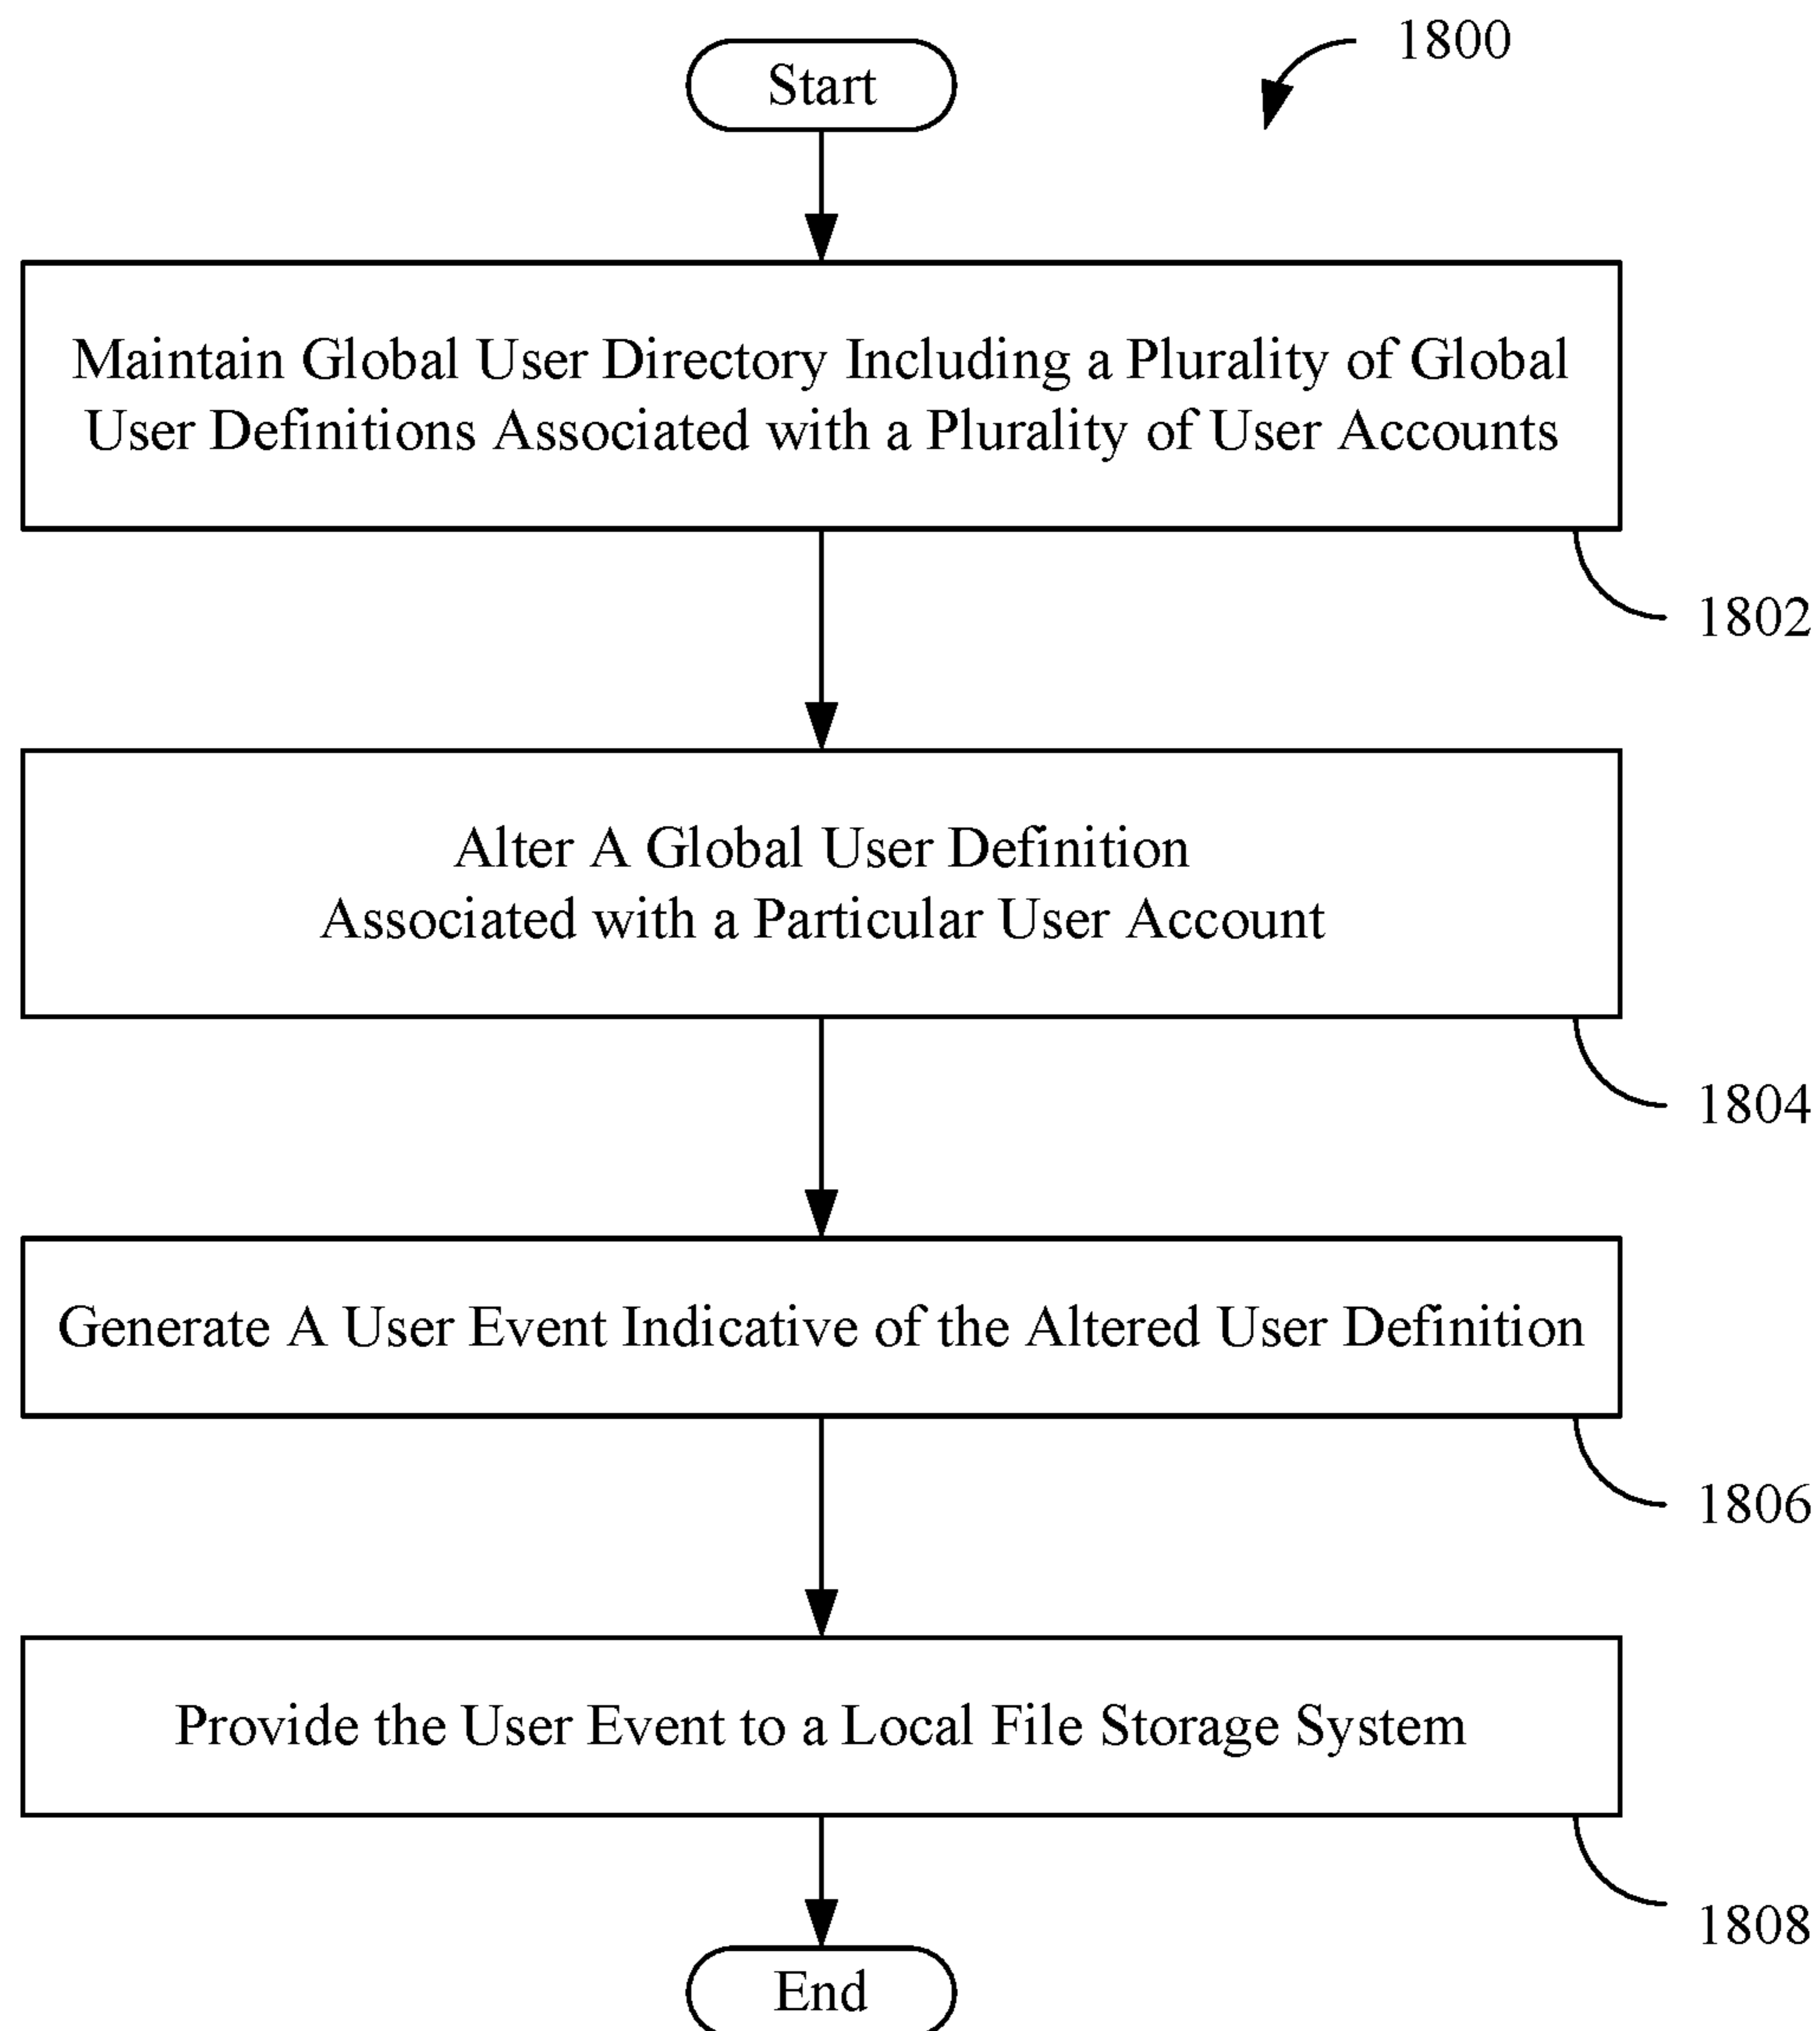 1800
Start
Maintain Global User Directory Including a Plurality of Global
User Definitions Associated with a Plurality of User Accounts
1802
Alter A Global User Definition
Associated with a Particular User Account
1804
Generate A User Event Indicative of the Altered User Definition
1806
Provide the User Event to a Local File Storage System
1808
End